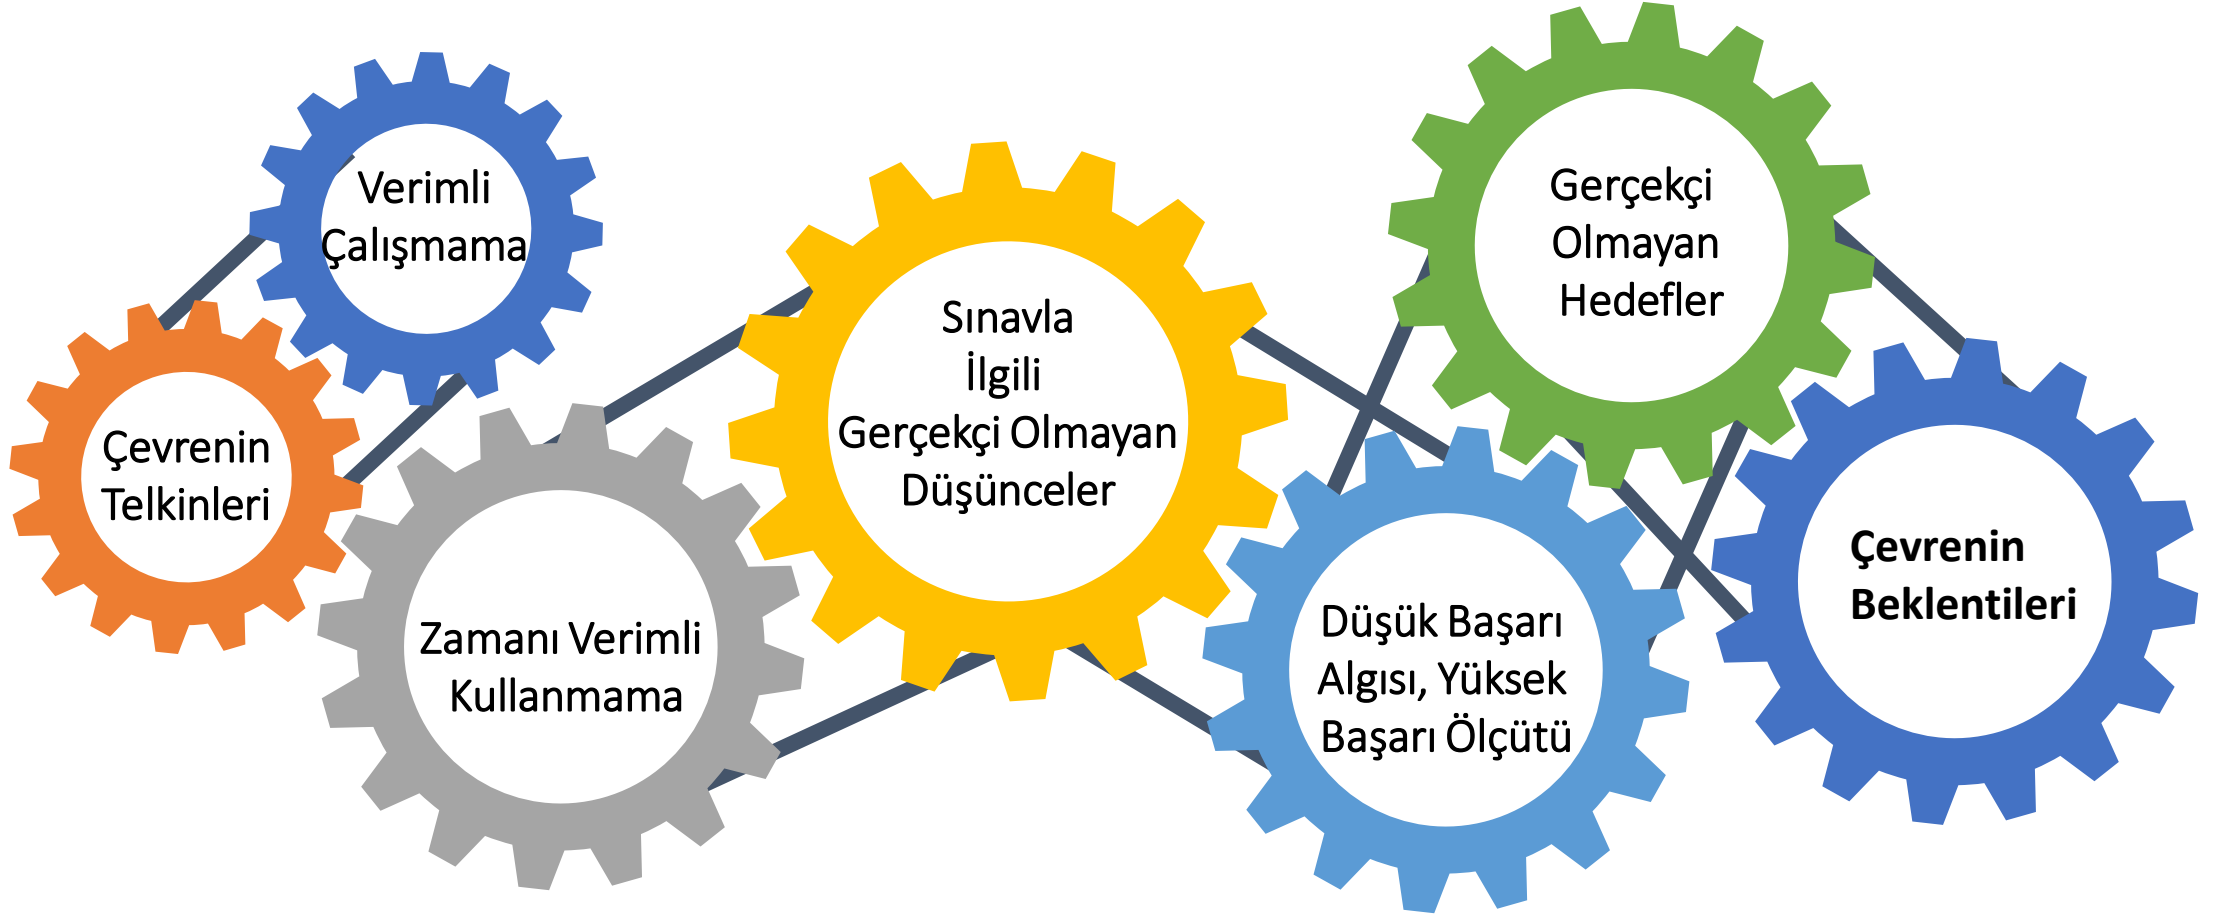 Verimli
Çalışmama
Çevrenin
Telkinleri
Zamanı Verimli
Kullanmama
Sınavla
İlgili
Gerçekçi Olmayan
Düşünceler
Düşük Başarı
Algısı, Yüksek
Başarı Ölçütü
Gerçekçi
Olmayan
Hedefler
Çevrenin
Beklentileri